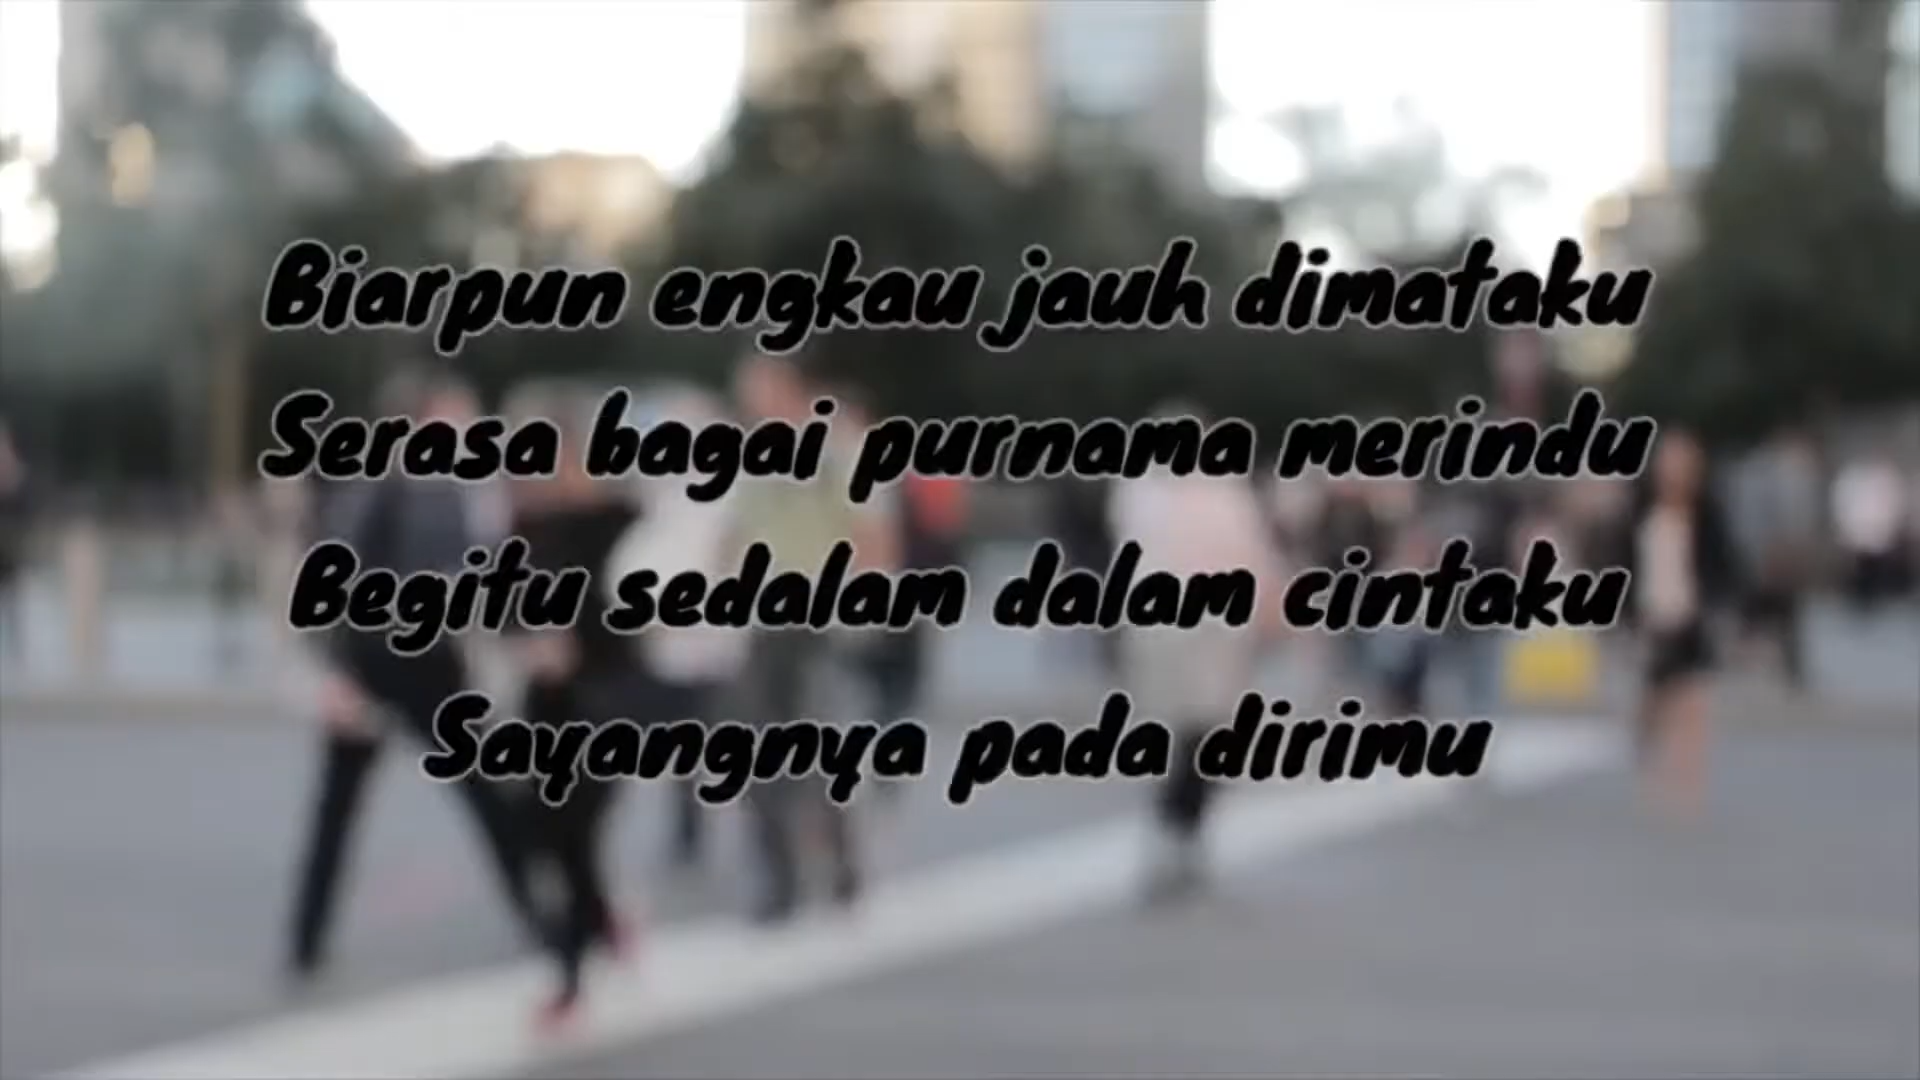 Biarpun engkau jauh dimataku
Serasa bagai purnama merindu
Begitu sedalam dalam cintaku
Sayangnya pada dirimu